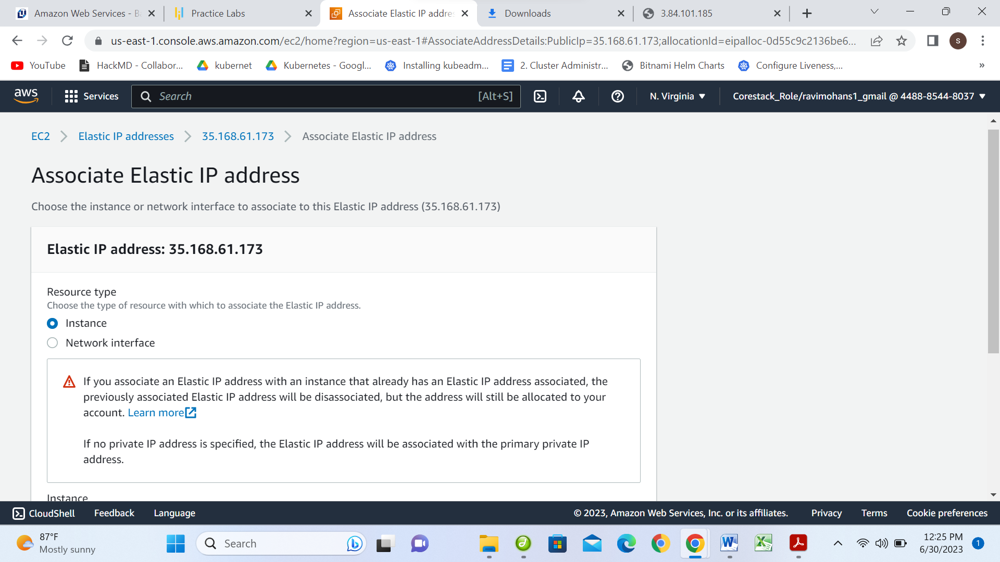 Amazon Web Services - B
Practice Labs
Associate Elastic IP addres
Downloads
3.84.101.185
us-east-1.console.aws.amazon.com/ec2/home?region=us-east-1#AssociateAddressDetails:PublicIp=35.168.61.173;allocationId=eipalloc-0d55c9c2136be6...
S
YouTube
HackMD - Collabor...
kubernet
Kubernetes - Googl...
Installing kubeadm...
2. Cluster Administr...
Bitnami Helm Charts
Configure Liveness,...
»
aws
Services
Search
[Alt+S]
N. Virginia
Corestack_Role/ravimohans1_gmail @ 4488-8544-8037
EC2
Elastic IP addresses
35.168.61.173
Associate Elastic IP address
Associate Elastic IP address
Choose the instance or network interface to associate to this Elastic IP address (35.168.61.173)
Elastic IP address: 35.168.61.173
Resource type
Choose the type of resource with which to associate the Elastic IP address.
Instance
Network interface
If you associate an Elastic IP address with an instance that already has an Elastic IP address associated, the
previously associated Elastic IP address will be disassociated, but the address will still be allocated to your
account. Learn more
If no private IP address is specified, the Elastic IP address will be associated with the primary private IP
address.
Instance
CloudShell
Feedback
Language
© 2023, Amazon Web Services, Inc. or its affiliates.
Privacy
Terms
Cookie preferences
87°F
Mostly sunny
Search
12:25 PM
6/30/2023
1